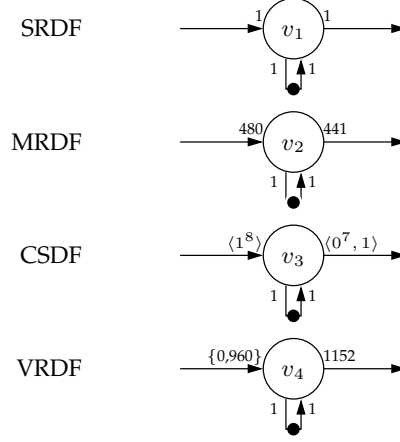 SRDF 1 v₁ 1
1 1
MRDF 480 v₂ 441
1 1
CSDF ⟨1⁸⟩ v₃ ⟨0⁷, 1⟩
1 1
VRDF {0,960} v₄ 1152
1 1